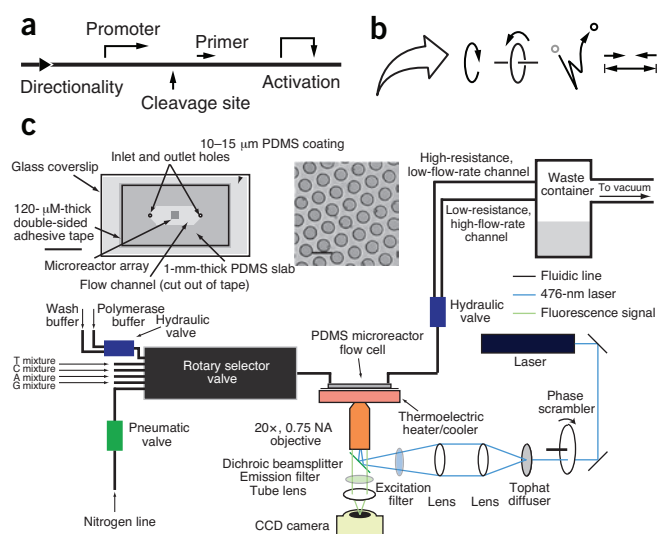 a
Promoter
Primer
Directionality
Cleavage site
Activation
b
c
10–15 μm PDMS coating
Inlet and outlet holes
Glass coverslip
120- μM-thick
double-sided
adhesive tape
Microreactor array
1-mm-thick PDMS slab
Flow channel (cut out of tape)
High-resistance,
low-flow-rate channel
Low-resistance,
high-flow-rate
channel
Waste
container
To vacuum
Fluidic line
476-nm laser
Fluorescence signal
Wash
buffer
Polymerase
buffer
Hydraulic
valve
T mixture
C mixture
A mixture
G mixture
Rotary selector
valve
Pneumatic
valve
Nitrogen line
PDMS microreactor
flow cell
Hydraulic
valve
Laser
Phase
scrambler
Thermoelectric
heater/cooler
20×, 0.75 NA
objective
Dichroic beamsplitter
Emission filter
Tube lens
CCD camera
Excitation
filter
Lens
Lens
Tophat
diffuser